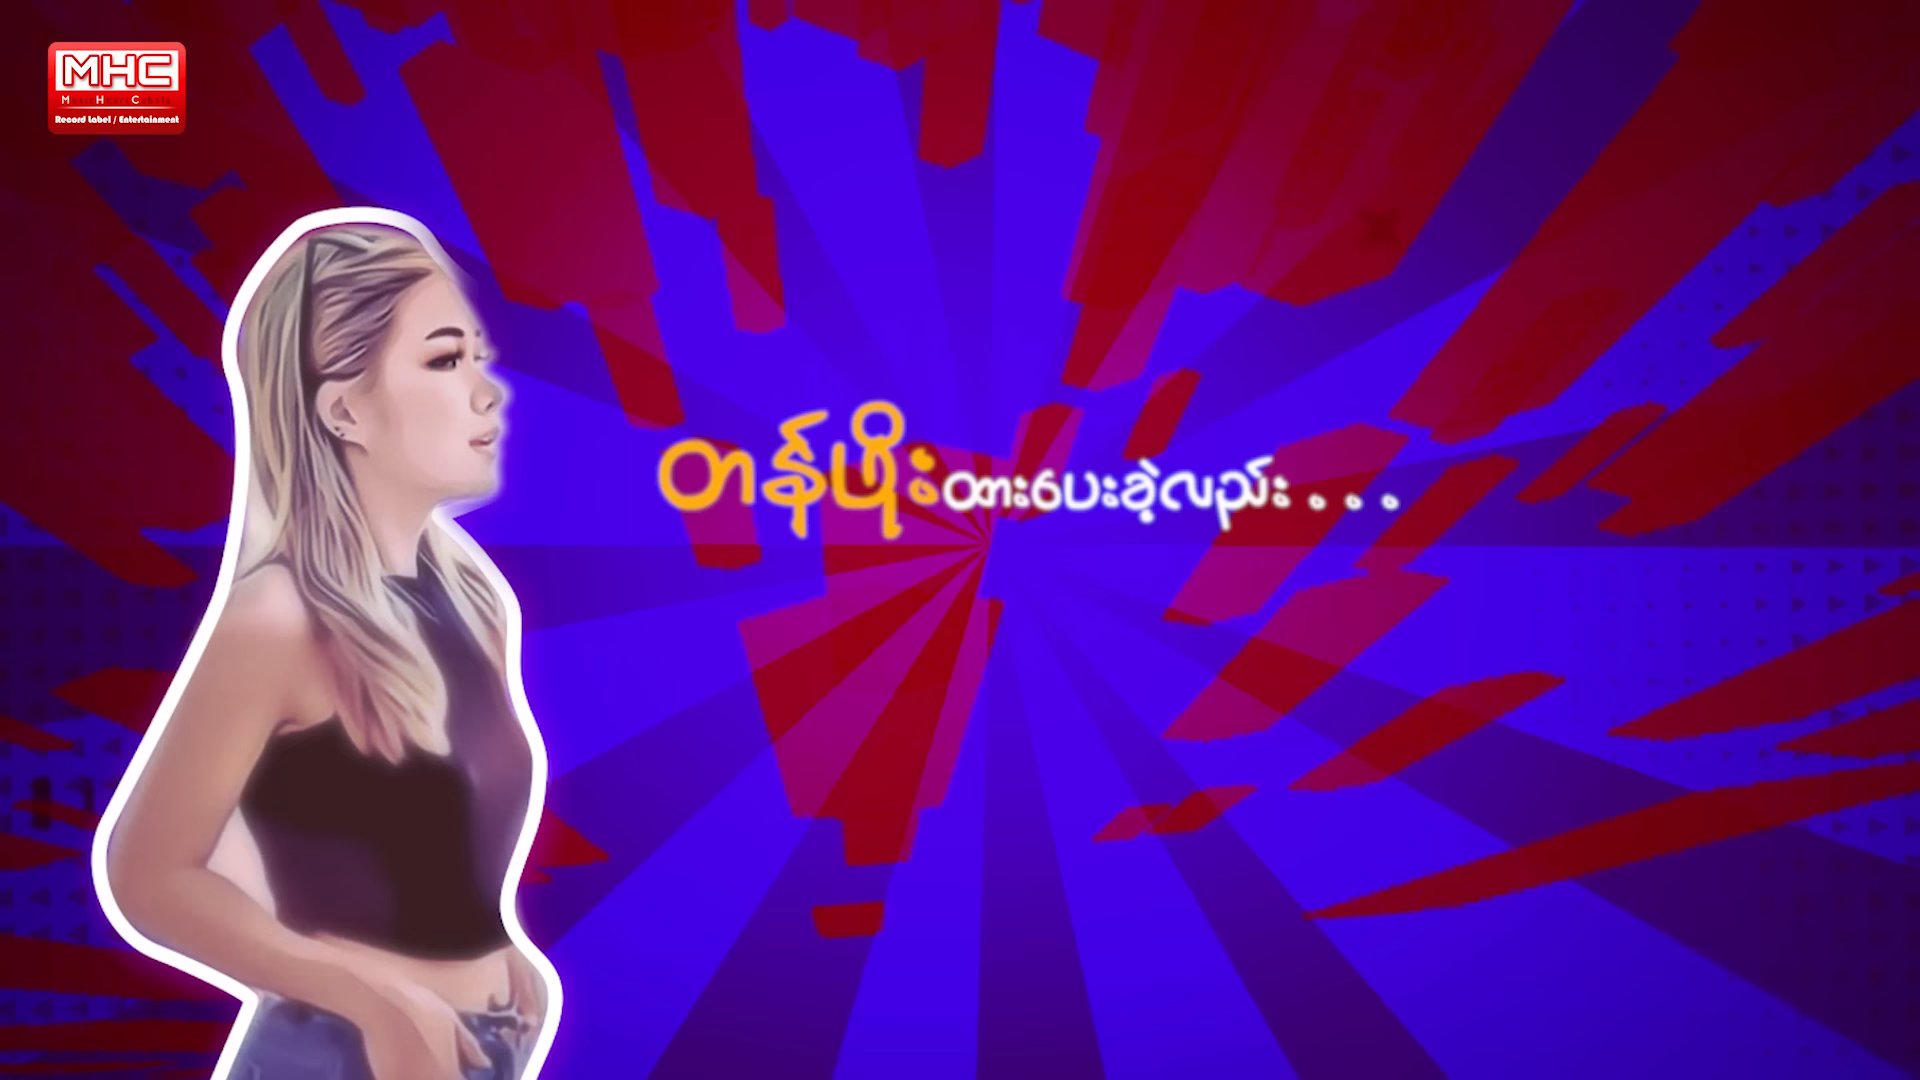 MHC
Record Label / Entertainment
တန်ဖိုးထားပေးခဲ့လည်း . . .